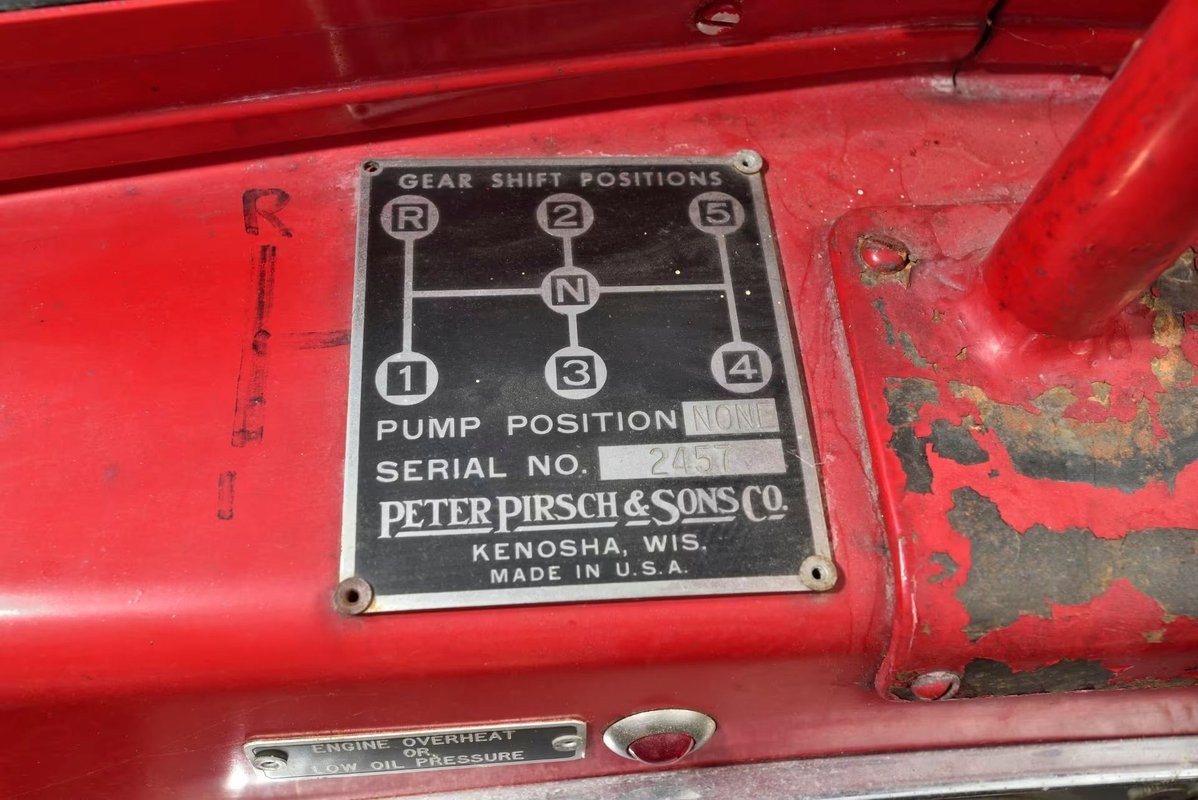 GEAR SHIFT POSITIONS
R 2 5
N
1 3 4
PUMP POSITION NONE
SERIAL NO. 2457
PETER PIRSCH & SONS CO.
KENOSHA, WIS.
MADE IN U.S.A.
R
ENGINE OVERHEAT
OR
LOW OIL PRESSURE